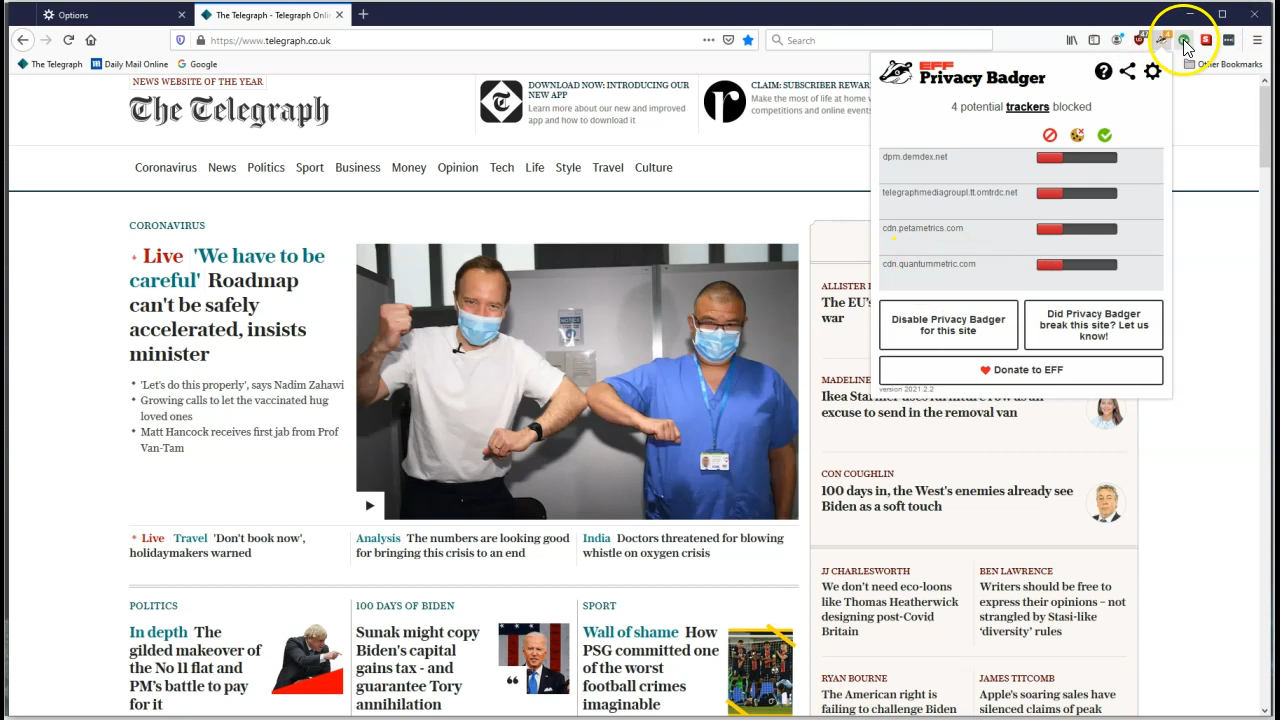 Options
The Telegraph - Telegraph Onli
https://www.telegraph.co.uk
Search
The Telegraph
Daily Mail Online
Google
Other Bookmarks
NEWS WEBSITE OF THE YEAR
The Telegraph
DOWNLOAD NOW: INTRODUCING OUR
NEW APP
Learn more about our new and improved
app and how to download it
CLAIM: SUBSCRIBER REWAR
Make the most of life at home
competitions and online events
Coronavirus News Politics Sport Business Money Opinion Tech Life Style Travel Culture
EFF
Privacy Badger
4 potential trackers blocked
dpm.demdex.net
telegraphmediagroupl.tt.omtrdc.net
cdn.petametrics.com
cdn.quantummetric.com
Disable Privacy Badger
for this site
Did Privacy Badger
break this site? Let us
know!
Donate to EFF
version 2021.2.2
CORONAVIRUS
Live 'We have to be
careful' Roadmap
can't be safely
accelerated, insists
minister
'Let's do this properly', says Nadim Zahawi
Growing calls to let the vaccinated hug
loved ones
Matt Hancock receives first jab from Prof
Van-Tam
Live Travel 'Don't book now',
holidaymakers warned
Analysis The numbers are looking good
for bringing this crisis to an end
India Doctors threatened for blowing
whistle on oxygen crisis
POLITICS
In depth The
gilded makeover of
the No 11 flat and
PM's battle to pay
for it
100 DAYS OF BIDEN
Sunak might copy
Biden's capital
gains tax - and
guarantee Tory
annihilation
SPORT
Wall of shame How
PSG committed one
of the worst
football crimes
imaginable
ALLISTER
The EU's
war
MADELINE
Ikea
excuse to send in the removal van
CON COUGHLIN
100 days in, the West's enemies already see
Biden as a soft touch
JJ CHARLESWORTH
We don't need eco-loons
like Thomas Heatherwick
designing post-Covid
Britain
BEN LAWRENCE
Writers should be free to
express their opinions – not
strangled by Stasi-like
'diversity' rules
RYAN BOURNE
The American right is
failing to challenge Biden
JAMES TITCOMB
Apple's soaring sales have
silenced claims of peak